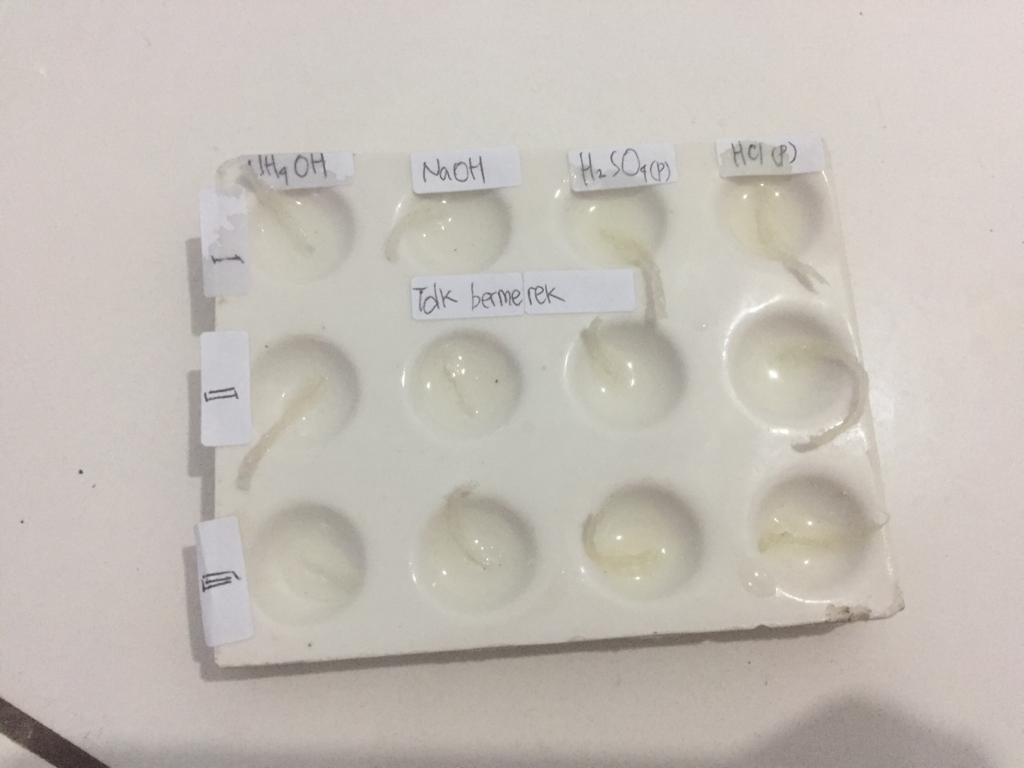 NH4OH
NaOH
H2SO4(P)
HCl (P)
I
Tdk bermerek
II
III